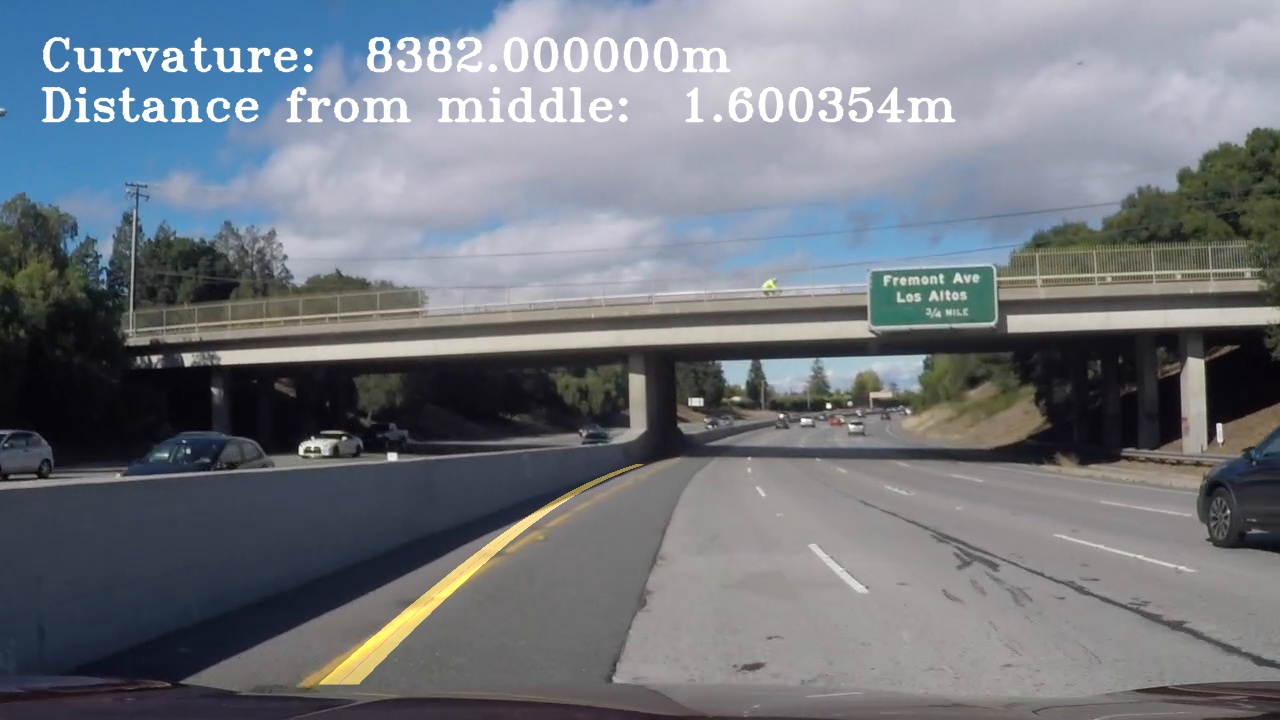 Curvature: 8382.000000m
Distance from middle: 1.600354m
Fremont Ave
Los Altos
3/4 MILE